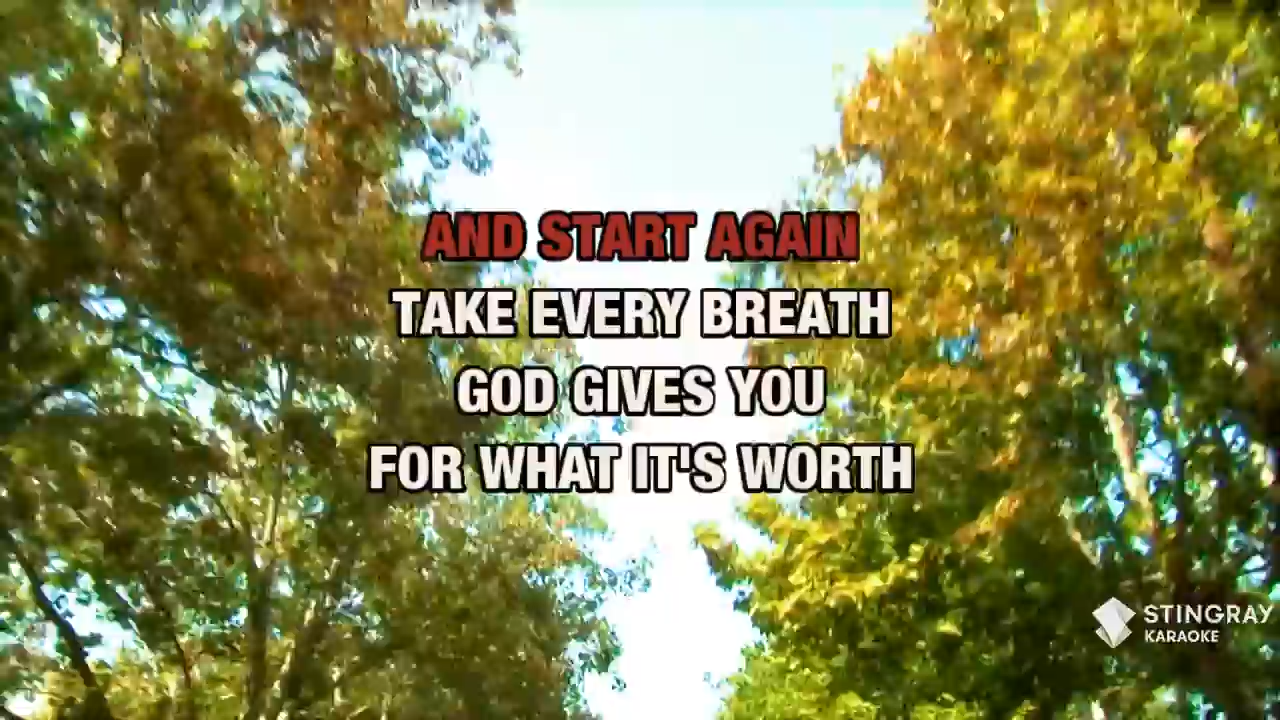 AND START AGAIN
TAKE EVERY BREATH
GOD GIVES YOU
FOR WHAT IT'S WORTH
STINGRAY
KARAOKE